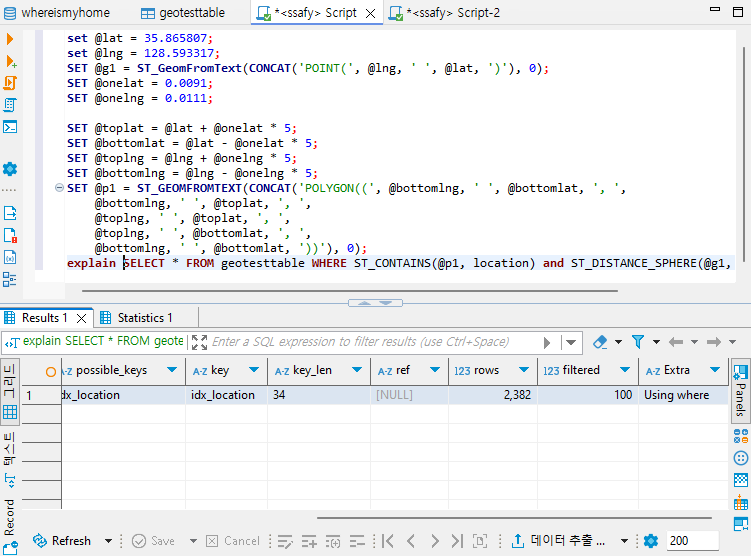 whereismyhome geotesttable *<ssafy> Script *<ssafy> Script-2
set @lat = 35.865807;
set @lng = 128.593317;
SET @g1 = ST_GeomFromText(CONCAT('POINT(', @lng, ' ', @lat, ')'), 0);
SET @onelat = 0.0091;
SET @onelng = 0.0111;
SET @toplat = @lat + @onelat * 5;
SET @bottomlat = @lat - @onelat * 5;
SET @toplng = @lng + @onelng * 5;
SET @bottomlng = @lng - @onelng * 5;
SET @p1 = ST_GEOMFROMTEXT(CONCAT('POLYGON((', @bottomlng, ' ', @bottomlat, ', ',
@bottomlng, ' ', @toplat, ', ',
@toplng, ' ', @toplat, ', ',
@toplng, ' ', @bottomlat, ', ',
@bottomlng, ' ', @bottomlat, '))'), 0);
explain SELECT * FROM geotesttable WHERE ST_CONTAINS(@p1, location) and ST_DISTANCE_SPHERE(@g1,
Results 1 Statistics 1
explain SELECT * FROM geote Enter a SQL expression to filter results (use Ctrl+Space)
A-Z possible_keys A-Z key A-Z key_len A-Z ref 123 rows 123 filtered A-Z Extra
1 dx_location idx_location 34 [NULL] 2,382 100 Using where
그리드
텍스트
Record
Panels
Refresh Save Cancel 데이터 추출 ... 200